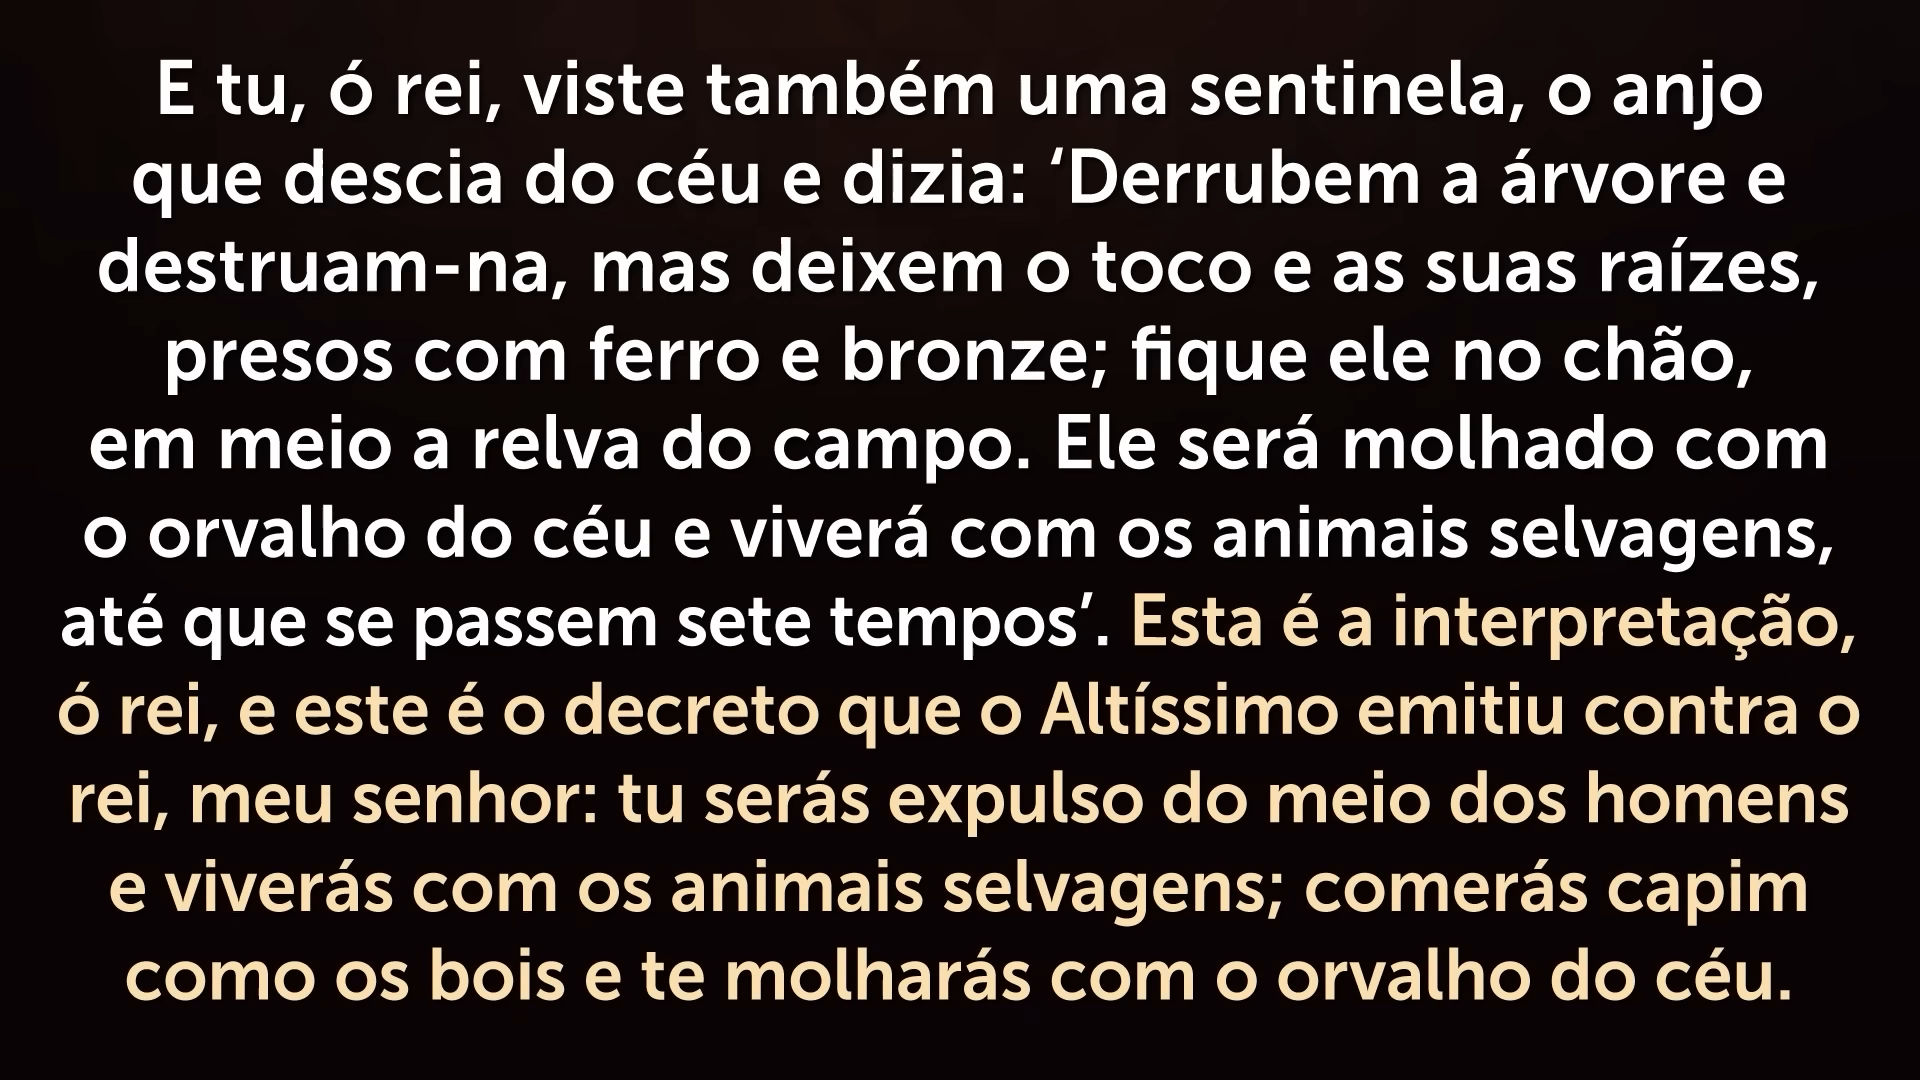 E tu, ó rei, viste também uma sentinela, o anjo
que descia do céu e dizia: ‘Derrubem a árvore e
destruam-na, mas deixem o toco e as suas raízes,
presos com ferro e bronze; fique ele no chão,
em meio a relva do campo. Ele será molhado com
o orvalho do céu e viverá com os animais selvagens,
até que se passem sete tempos’. Esta é a interpretação,
ó rei, e este é o decreto que o Altíssimo emitiu contra o
rei, meu senhor: tu serás expulso do meio dos homens
e viverás com os animais selvagens; comerás capim
como os bois e te molharás com o orvalho do céu.